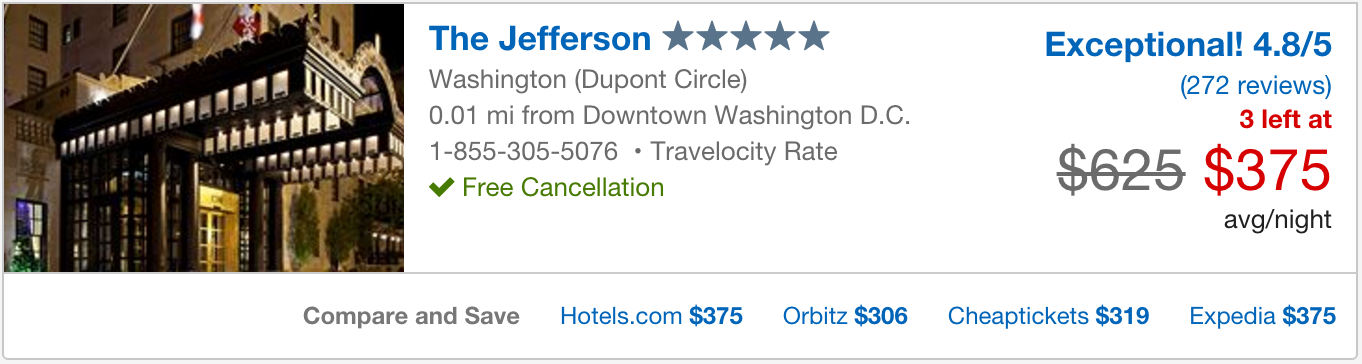 The Jefferson
Washington (Dupont Circle)
0.01 mi from Downtown Washington D.C.
1-855-305-5076 • Travelocity Rate
Free Cancellation
Exceptional! 4.8/5
(272 reviews)
3 left at
$625 $375
avg/night
Compare and Save Hotels.com $375 Orbitz $306 Cheaptickets $319 Expedia $375